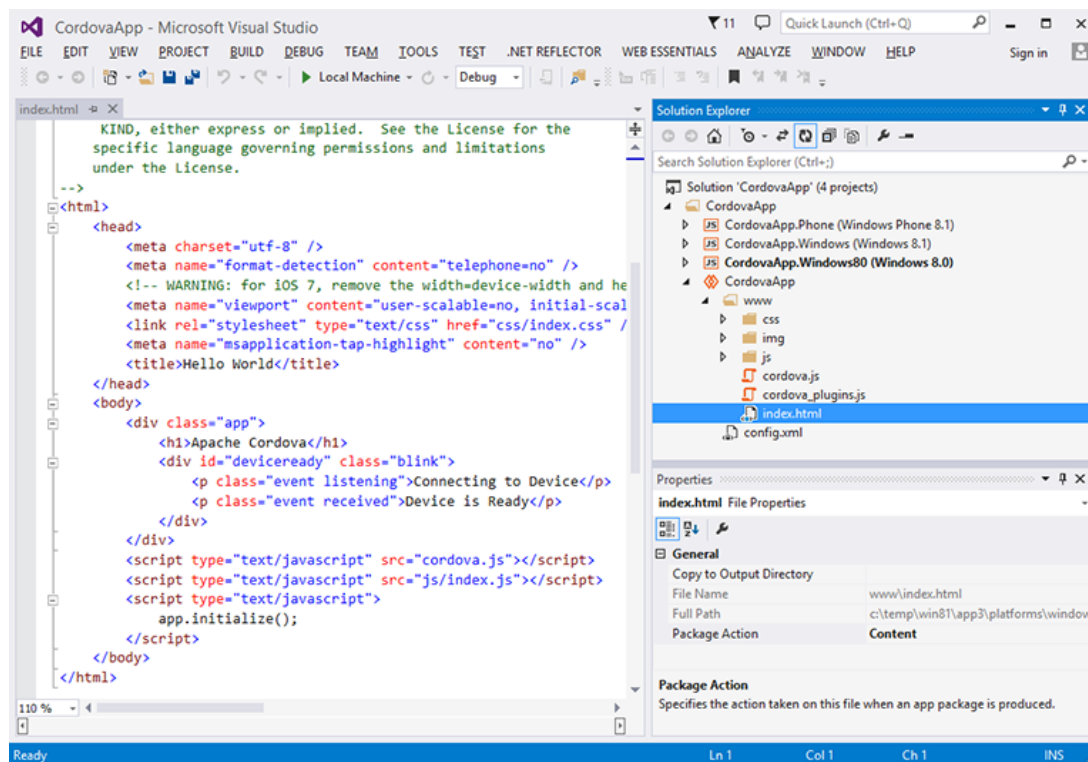 CordovaApp - Microsoft Visual Studio
11
Quick Launch (Ctrl+Q)
FILE EDIT VIEW PROJECT BUILD DEBUG TEAM TOOLS TEST .NET REFLECTOR WEB ESSENTIALS ANALYZE WINDOW HELP Sign in
Local Machine Debug
index.html
KIND, either express or implied.  See the License for the
specific language governing permissions and limitations
under the License.
-->
<html>
<head>
<meta charset="utf-8" />
<meta name="format-detection" content="telephone=no" />
<!-- WARNING: for iOS 7, remove the width=device-width and he
<meta name="viewport" content="user-scalable=no, initial-scal
<link rel="stylesheet" type="text/css" href="css/index.css" /
<meta name="msapplication-tap-highlight" content="no" />
<title>Hello World</title>
</head>
<body>
<div class="app">
<h1>Apache Cordova</h1>
<div id="deviceready" class="blink">
<p class="event listening">Connecting to Device</p>
<p class="event received">Device is Ready</p>
</div>
</div>
<script type="text/javascript" src="cordova.js"></script>
<script type="text/javascript" src="js/index.js"></script>
<script type="text/javascript">
app.initialize();
</script>
</body>
</html>
110 %
Solution Explorer
Search Solution Explorer (Ctrl+;)
Solution 'CordovaApp' (4 projects)
CordovaApp
JS CordovaApp.Phone (Windows Phone 8.1)
JS CordovaApp.Windows (Windows 8.1)
JS CordovaApp.Windows80 (Windows 8.0)
CordovaApp
www
css
img
js
cordova.js
cordova_plugins.js
index.html
config.xml
Properties
index.html File Properties
General
Copy to Output Directory
File Name www\index.html
Full Path c:\temp\win81\app3\platforms\window
Package Action Content
Package Action
Specifies the action taken on this file when an app package is produced.
Ready Ln 1 Col 1 Ch 1 INS